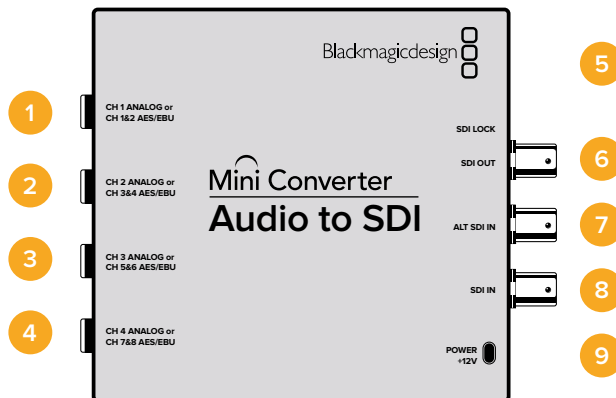 Blackmagicdesign
1
CH 1 ANALOG or
CH 1&2 AES/EBU
5
SDI LOCK
SDI OUT
6
2
CH 2 ANALOG or
CH 3&4 AES/EBU
Mini Converter
Audio to SDI
ALT SDI IN
7
3
CH 3 ANALOG or
CH 5&6 AES/EBU
SDI IN
8
4
CH 4 ANALOG or
CH 7&8 AES/EBU
POWER
+12V
9